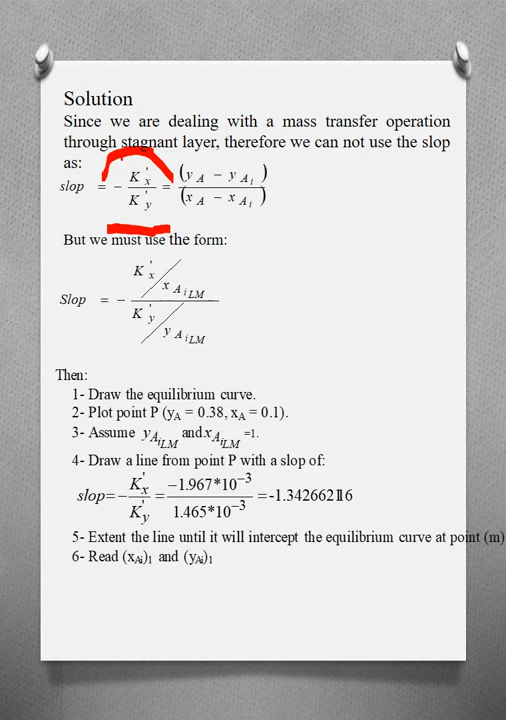 Solution
Since we are dealing with a mass transfer operation
through stagnant layer, therefore we can not use the slop
as:
slop = - K'x / K'y = (yA - yAi) / (xA - xAi)
But we must use the form:
Slop = - (K'x / xAiLM) / (K'y / yAiLM)
Then:
1- Draw the equilibrium curve.
2- Plot point P (yA = 0.38, xA = 0.1).
3- Assume yAiLM and xAiLM =1.
4- Draw a line from point P with a slop of:
slop=-K'x/K'y = -1.967*10^-3 / 1.465*10^-3 =-1.342662116
5- Extent the line until it will intercept the equilibrium curve at point (m)
6- Read (xAi)1 and (yAi)1